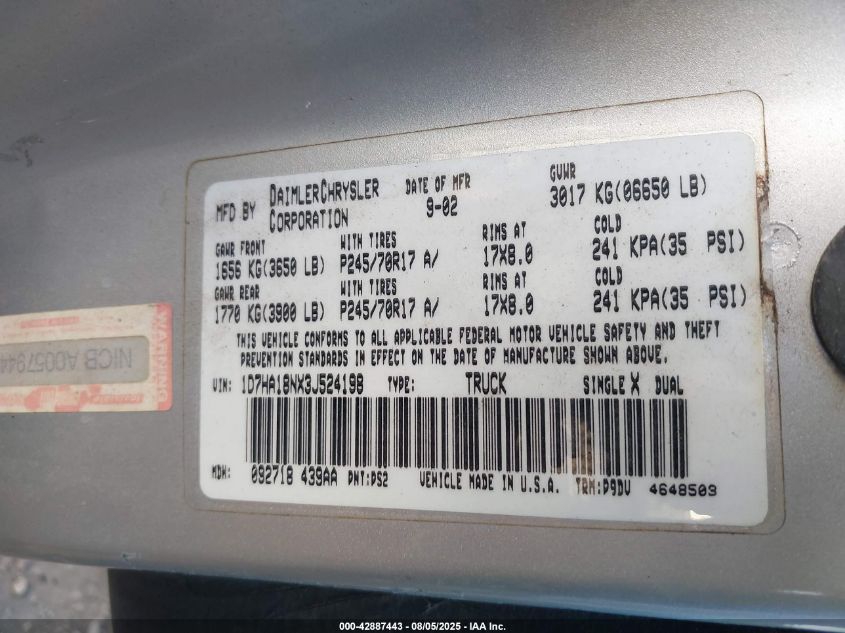 MFD BY DAIMLERCHRYSLER CORPORATION DATE OF MFR 9-02 GVWR 3017 KG(06650 LB)
GAWR FRONT WITH TIRES RIMS AT COLD
1656 KG(3650 LB) P245/70R17 A/ 17X8.0 241 KPA(35 PSI)
GAWR REAR WITH TIRES RIMS AT COLD
1770 KG(3900 LB) P245/70R17 A/ 17X8.0 241 KPA(35 PSI)
THIS VEHICLE CONFORMS TO ALL APPLICABLE FEDERAL MOTOR VEHICLE SAFETY AND THEFT
PREVENTION STANDARDS IN EFFECT ON THE DATE OF MANUFACTURE SHOWN ABOVE.
VIN: 1D7HA18NX3J524198 TYPE: TRUCK SINGLE X DUAL
MDH: 092718 439AA PNT:PS2 VEHICLE MADE IN U.S.A. TRM:P9DV 4648503
WARNING
NICB A0057944
000-42887443 - 08/05/2025 - IAA Inc.